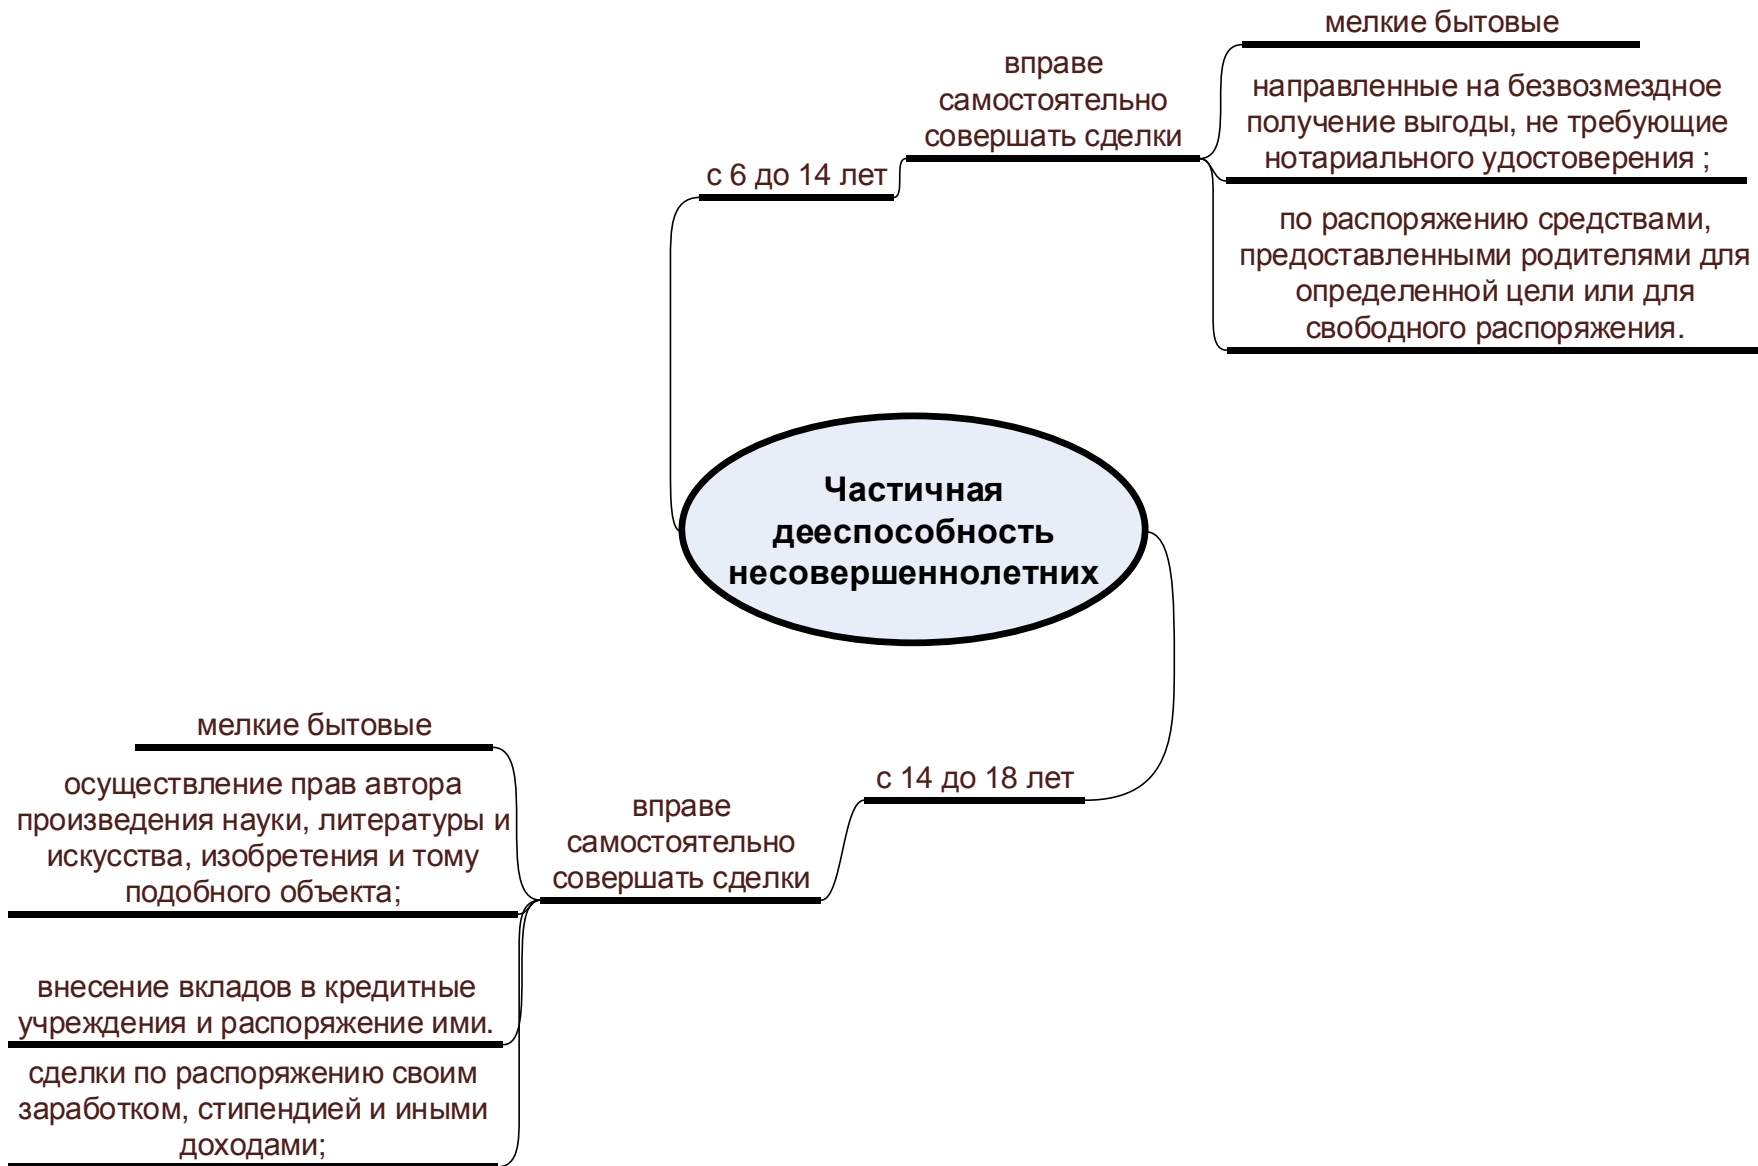 мелкие бытовые
вправе
самостоятельно
совершать сделки
направленные на безвозмездное
получение выгоды, не требующие
нотариального удостоверения ;
с 6 до 14 лет
по распоряжению средствами,
предоставленными родителями для
определенной цели или для
свободного распоряжения.
Частичная
дееспособность
несовершеннолетних
с 14 до 18 лет
вправе
самостоятельно
совершать сделки
мелкие бытовые
осуществление прав автора
произведения науки, литературы и
искусства, изобретения и тому
подобного объекта;
внесение вкладов в кредитные
учреждения и распоряжение ими.
сделки по распоряжению своим
заработком, стипендией и иными
доходами;